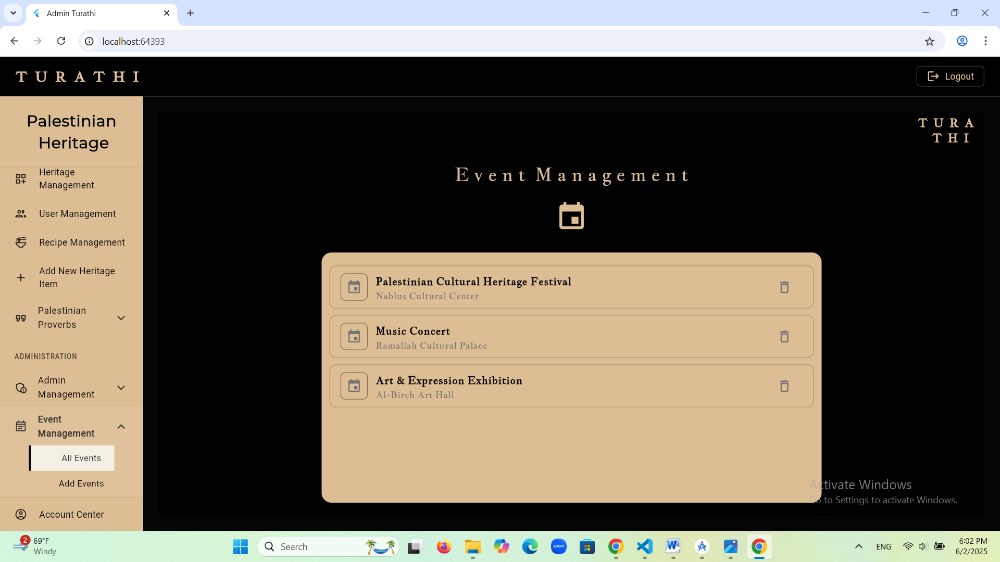 Admin Turathi
localhost:64393
TURATHI
Logout
Palestinian
Heritage
Heritage
Management
User Management
Recipe Management
Add New Heritage
Item
Palestinian
Proverbs
ADMINISTRATION
Admin
Management
Event
Management
All Events
Add Events
Account Center
TURA
THI
Event Management
Palestinian Cultural Heritage Festival
Nablus Cultural Center
Music Concert
Ramallah Cultural Palace
Art & Expression Exhibition
Al-Bireh Art Hall
Activate Windows
Go to Settings to activate Windows.
2
69°F
Windy
Search
zoom
W
ENG
6:02 PM
6/2/2025